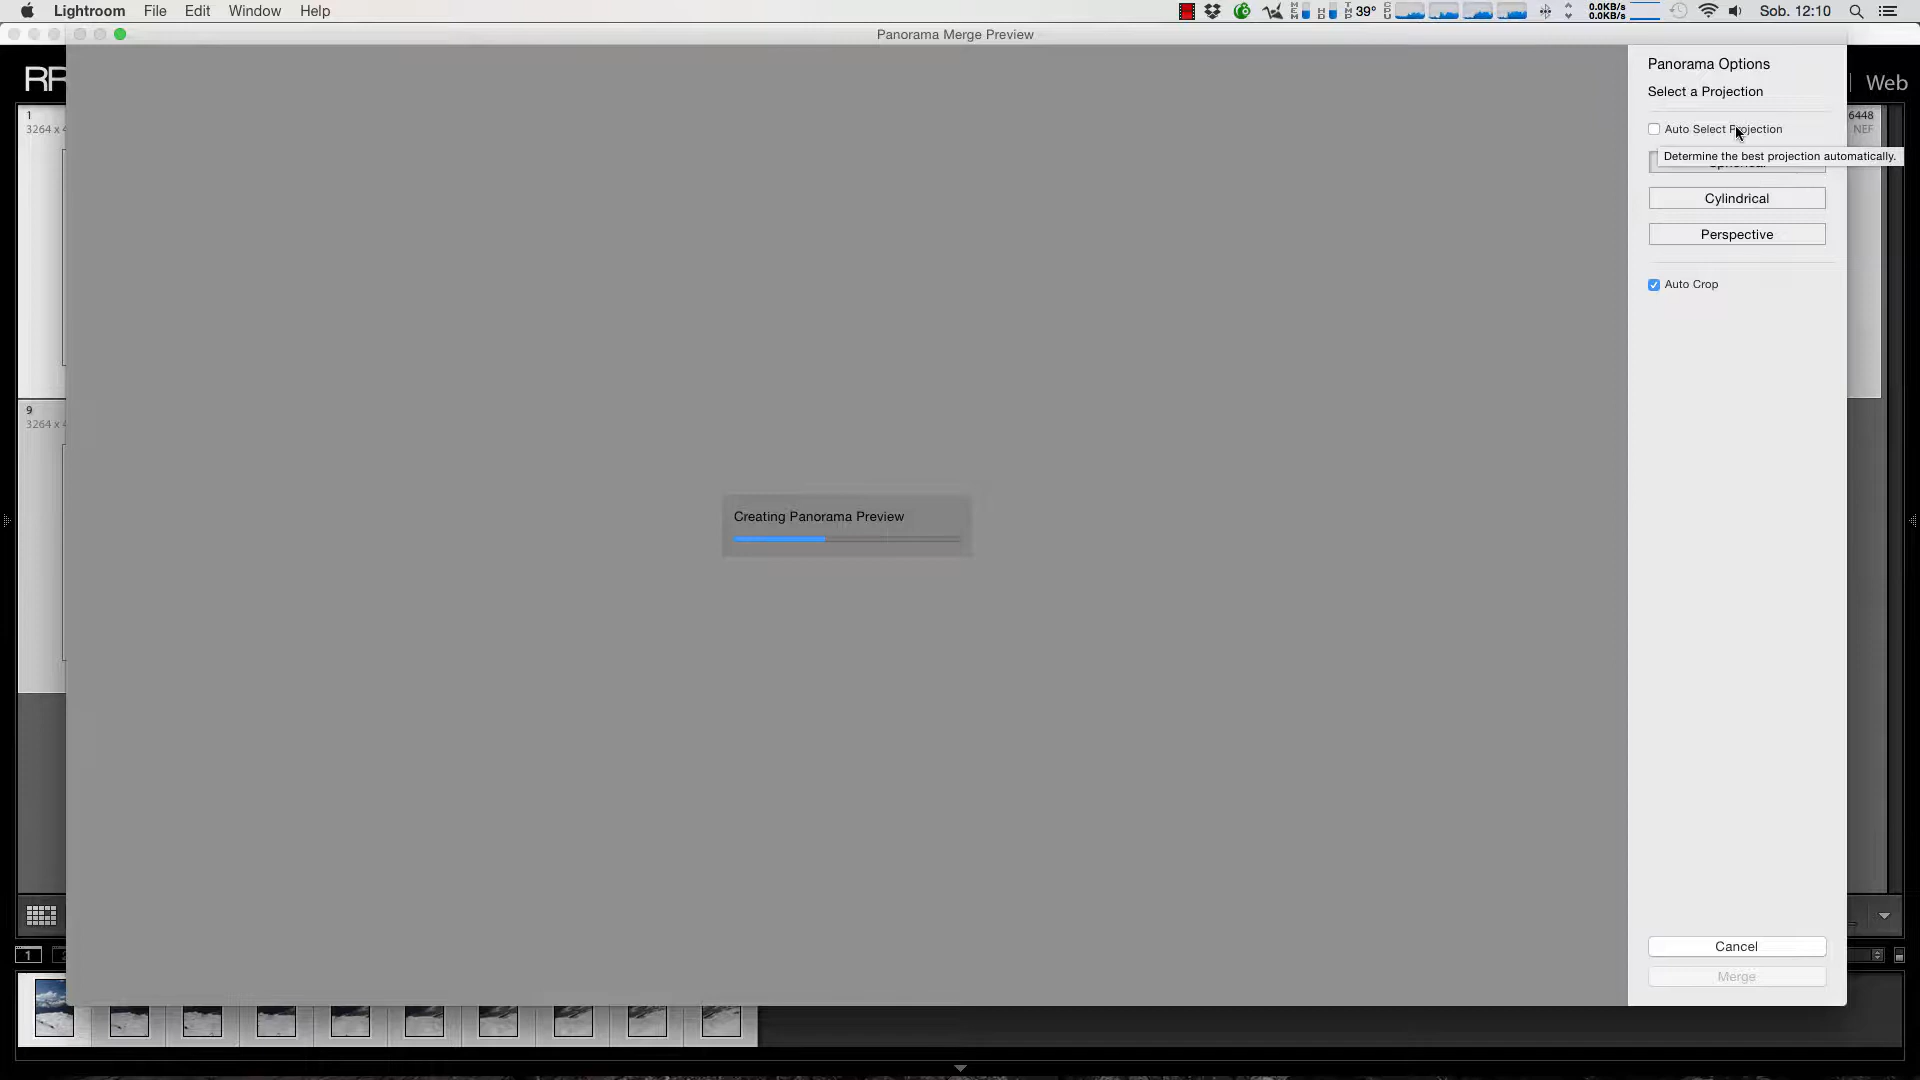 Lightroom File Edit Window Help
39° 0.0KB/s
0.0KB/s
Sob. 12:10
Panorama Merge Preview
Panorama Options
Select a Projection
Auto Select Projection
Determine the best projection automatically.
Cylindrical
Perspective
Auto Crop
Creating Panorama Preview
Cancel
Merge
Web
1
3264 x
6448
NEF
9
3264 x
1